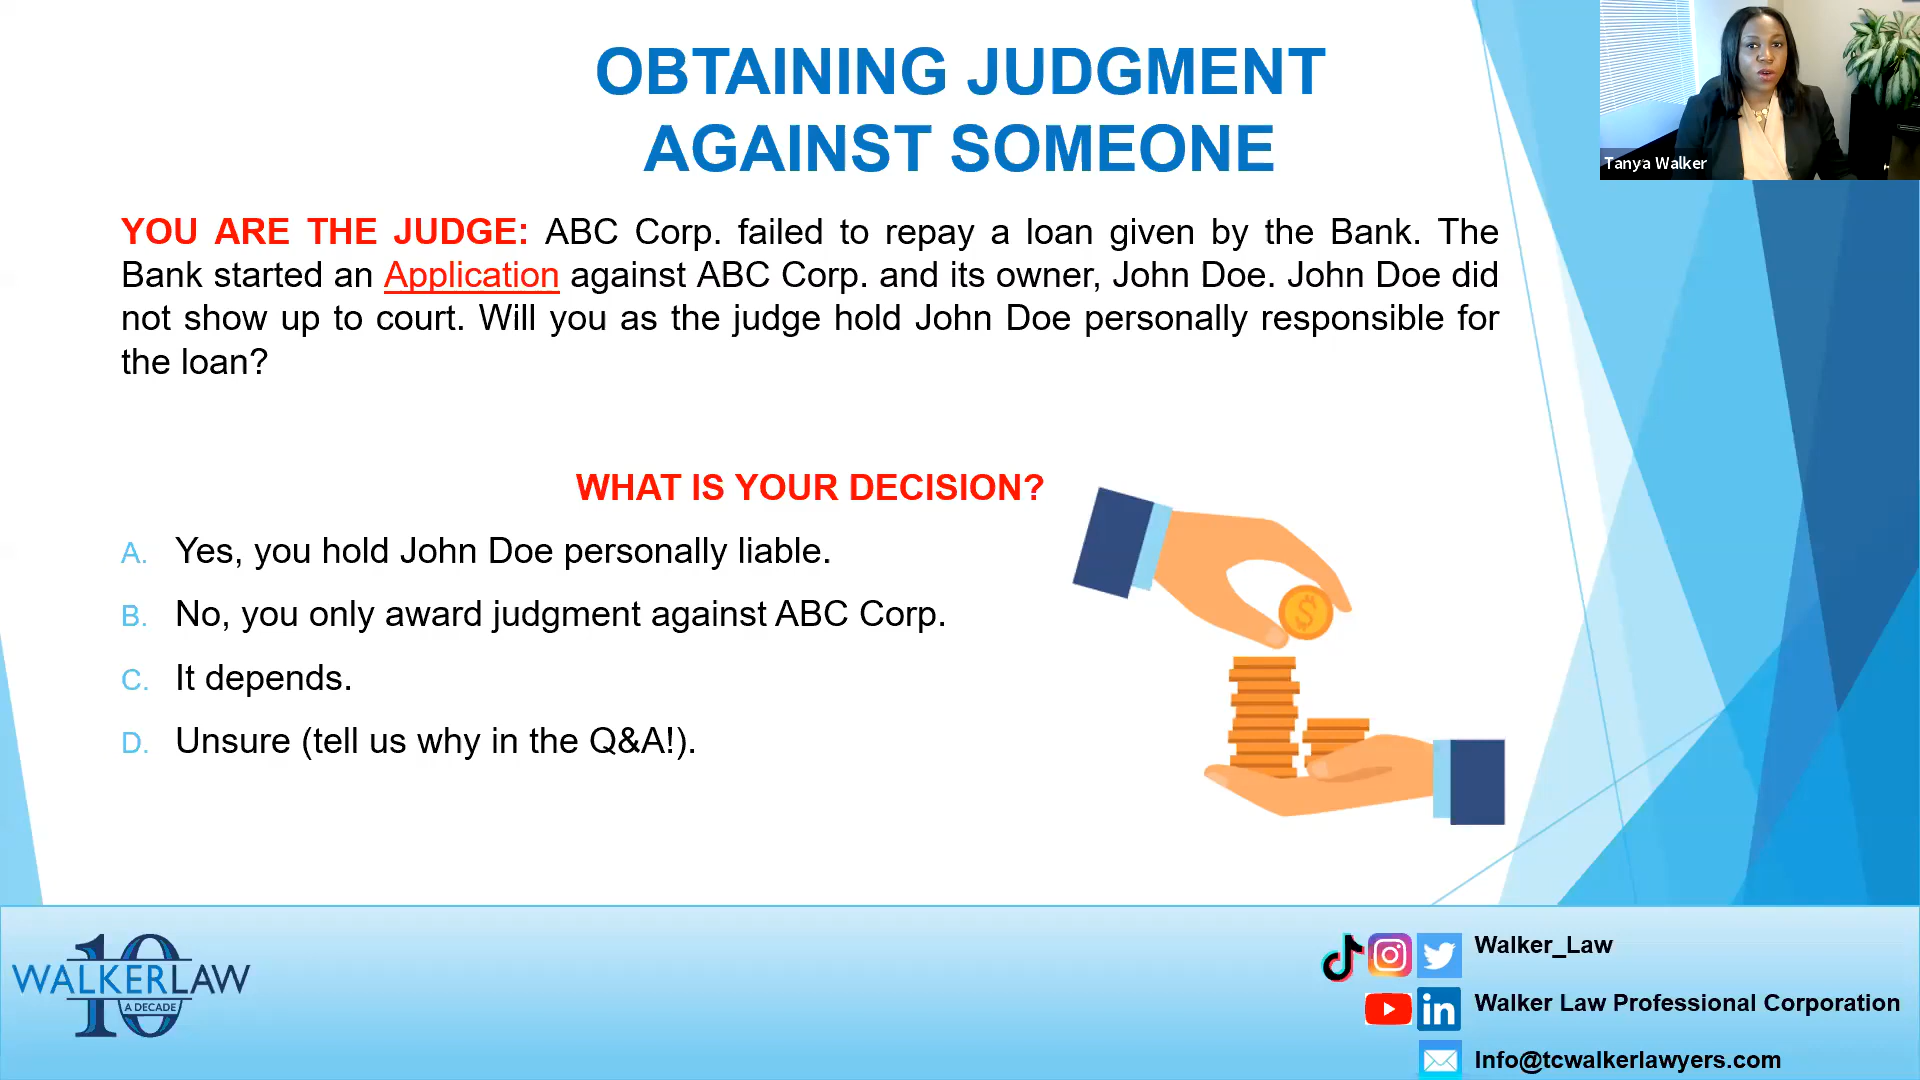 OBTAINING JUDGMENT
AGAINST SOMEONE
Tanya Walker
YOU ARE THE JUDGE: ABC Corp. failed to repay a loan given by the Bank. The
Bank started an Application against ABC Corp. and its owner, John Doe. John Doe did
not show up to court. Will you as the judge hold John Doe personally responsible for
the loan?
WHAT IS YOUR DECISION?
A. Yes, you hold John Doe personally liable.
B. No, you only award judgment against ABC Corp.
C. It depends.
D. Unsure (tell us why in the Q&A!).
$
10
WALKERLAW
A DECADE
Walker_Law
in
Walker Law Professional Corporation
Info@tcwalkerlawyers.com